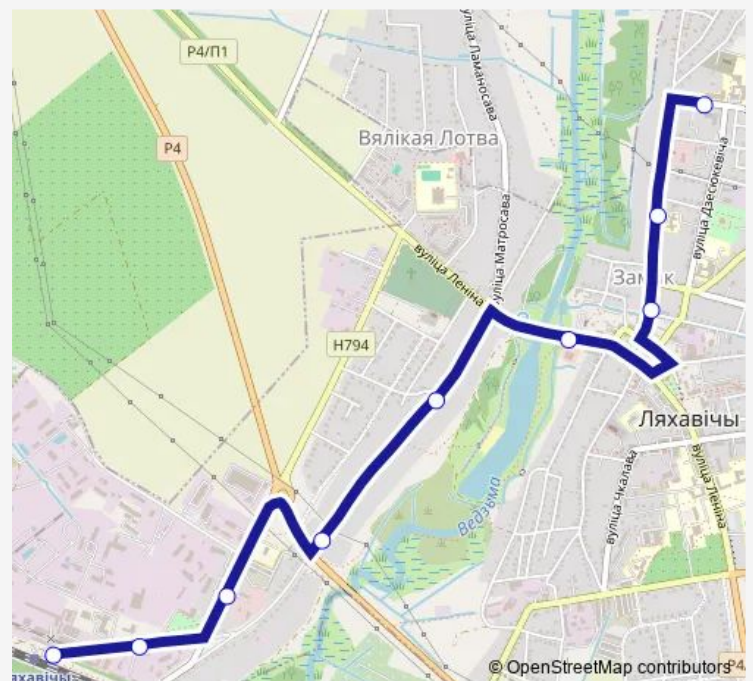 вуліца Ламаносава
Р4/П1
Р4
Вялікая Лотва
вуліца Дзесюкевіча
вуліца Матросава
вуліца Леніна
Замак
Н794
Ляхавічы
вуліца Чкалава
вуліца Леніна
Ведзьма
© OpenStreetMap contributors